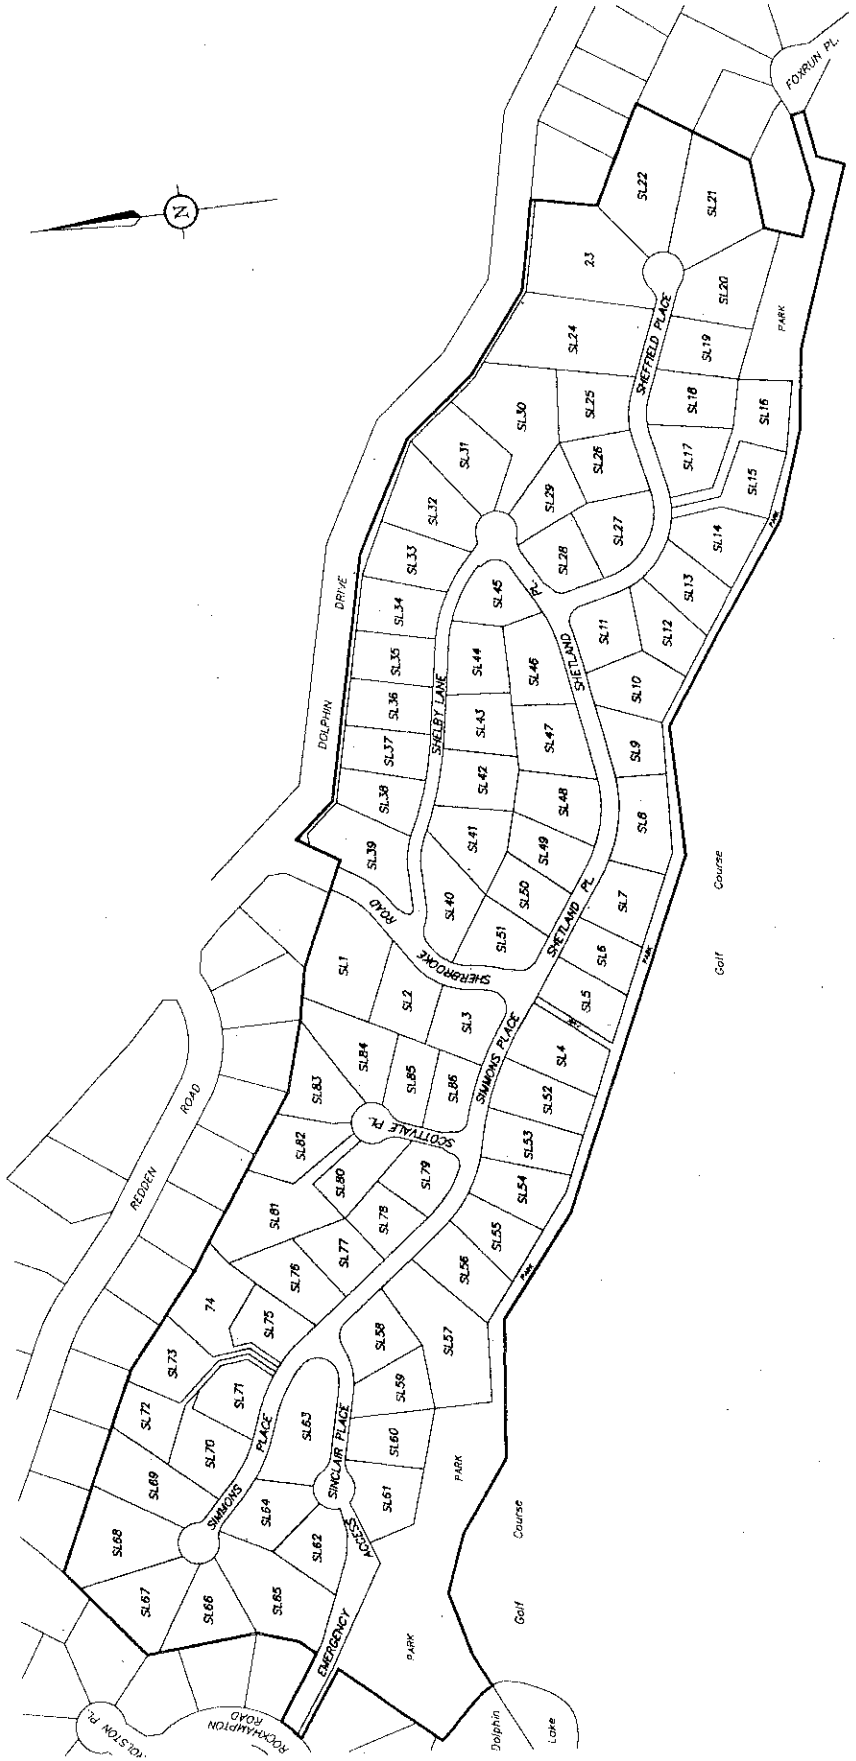 FOXRUN PL.
N
SL22
SL21
23
SL20
SHEFFIELD PLACE
PARK
SL24
SL19
SL30
SL25
SL18
SL16
SL31
SL26
SL17
SL15
SL29
SL32
SL27
SL14
PARK
SL33
SL28
SL13
DRIVE
SL45
PL.
SL34
SL11
SL12
SL35
SL44
SL46
SHETLAND
SL10
SL36
SHELBY LANE
SL43
DOLPHIN
SL37
SL47
SL9
SL38
SL42
SL48
SL8
SL39
SL41
SL49
Course
SL50
SL7
ROAD
SL40
SHETLAND PL.
SL51
SL6
PARK
Golf
SL1
SHERBROOKE
SL2
SL5
SL3
SL84
SIMMONS PLACE
SL4
SL83
SL85
SL86
SL52
ROAD
SL82
SCOTTVALE PL.
SL53
REDDEN
SL80
SL79
SL54
SL81
SL78
SL55
SL77
SL56
PARK
SL76
74
SL75
SL58
SL57
SL73
SL59
SL71
SL72
PLACE
SL63
SINCLAIR PLACE
SL60
SL70
PARK
SL69
SL61
SL64
SIMMONS
SL68
SL62
ACCESS
Course
SL67
SL66
SL65
Golf
EMERGENCY
PARK
HOLSTON PL.
ROCKHAMPTON
ROAD
Dolphin
Lake